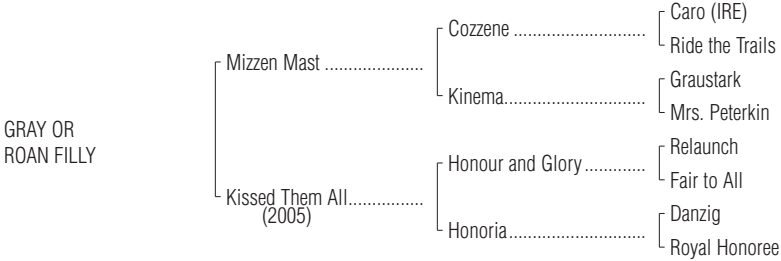 GRAY OR
ROAN FILLY
Mizzen Mast .....................
Kissed Them All................
(2005)
Cozzene ............................
Kinema..............................
Honour and Glory .............
Honoria .............................
Caro (IRE)
Ride the Trails
Graustark
Mrs. Peterkin
Relaunch
Fair to All
Danzig
Royal Honoree